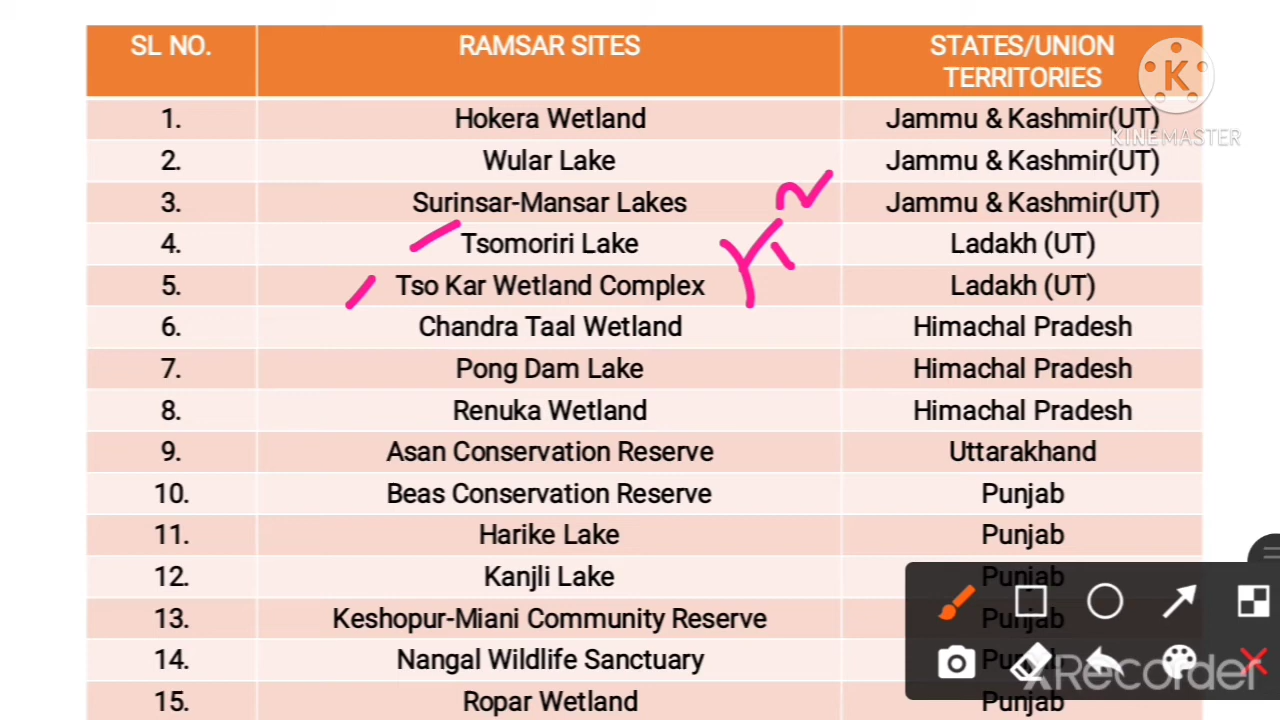 SL NO. RAMSAR SITES STATES/UNION TERRITORIES
1. Hokera Wetland Jammu & Kashmir(UT)
2. Wular Lake Jammu & Kashmir(UT)
3. Surinsar-Mansar Lakes Jammu & Kashmir(UT)
4. Tsomoriri Lake Ladakh (UT)
5. Tso Kar Wetland Complex Ladakh (UT)
6. Chandra Taal Wetland Himachal Pradesh
7. Pong Dam Lake Himachal Pradesh
8. Renuka Wetland Himachal Pradesh
9. Asan Conservation Reserve Uttarakhand
10. Beas Conservation Reserve Punjab
11. Harike Lake Punjab
12. Kanjli Lake Punjab
13. Keshopur-Miani Community Reserve Punjab
14. Nangal Wildlife Sanctuary Punjab
15. Ropar Wetland Punjab
K
KINEMASTER
XRecorder